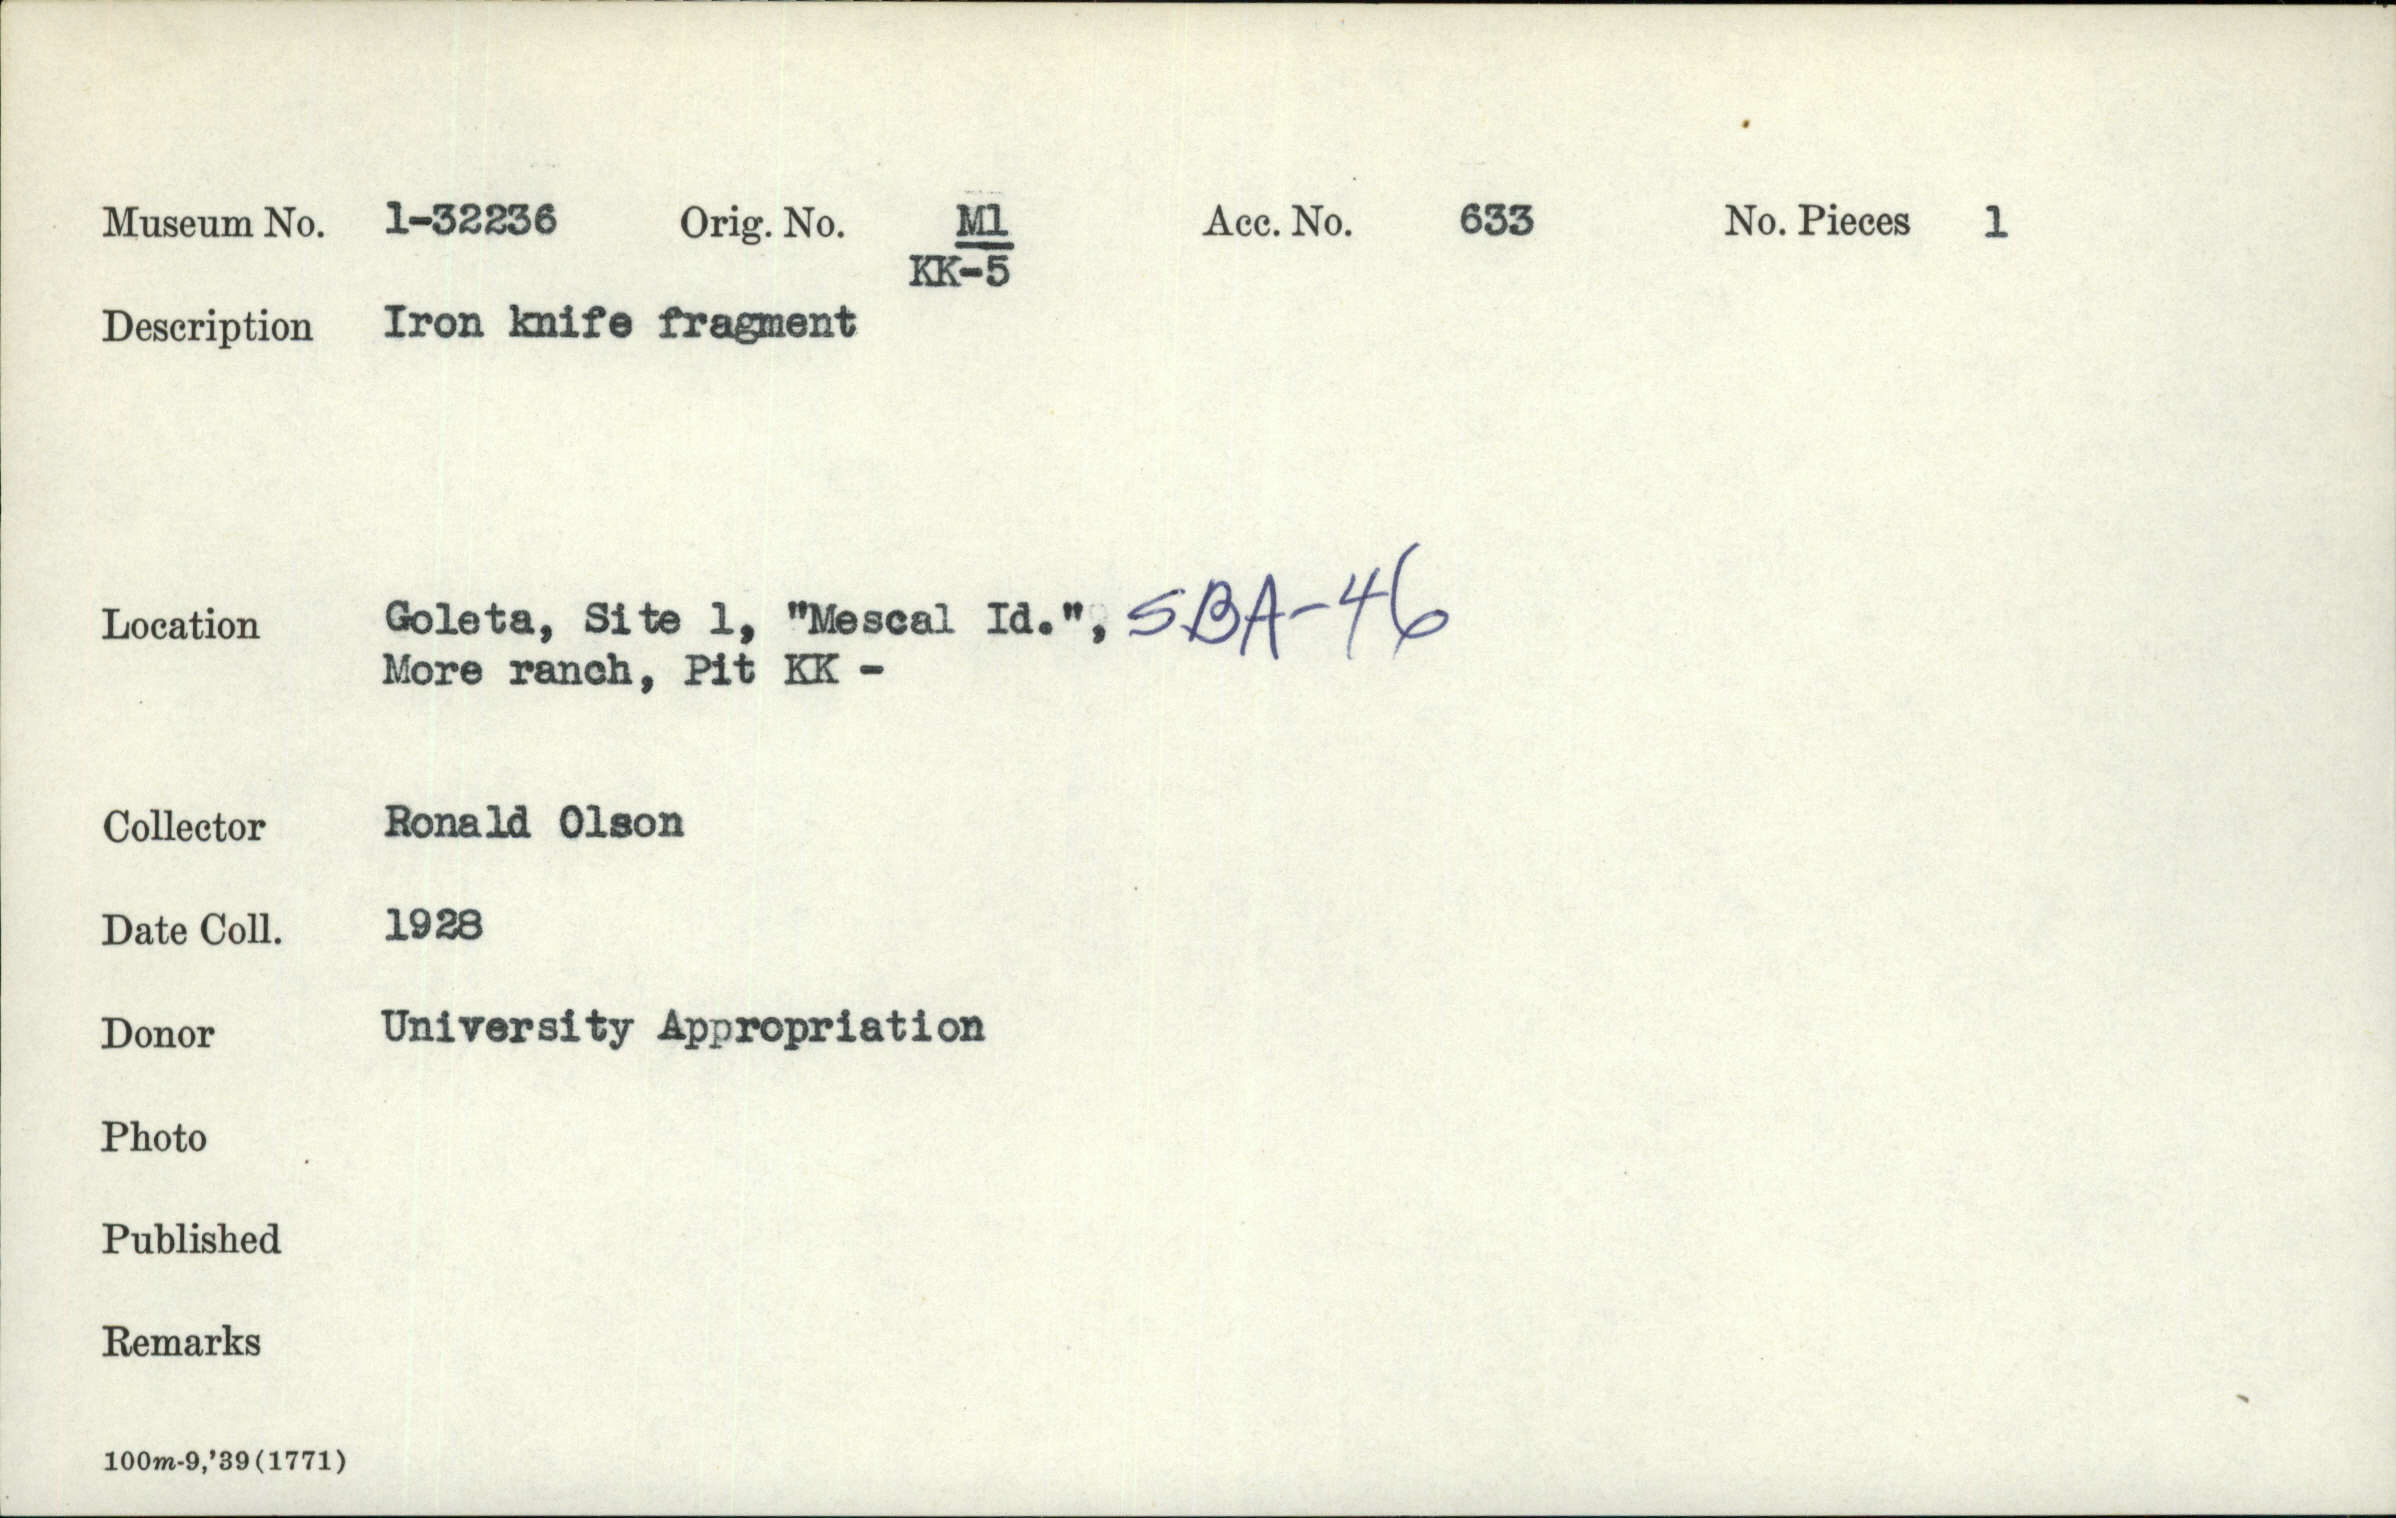 Museum No. 1-32236 Orig. No. M1 Acc. No. 633 No. Pieces 1
KK-5
Description Iron knife fragment
Location Goleta, Site 1, "Mescal Id.", SBA-46
More ranch, Pit KK -
Collector Ronald Olson
Date Coll. 1928
Donor University Appropriation
Photo
Published
Remarks
100m-9,'39(1771)